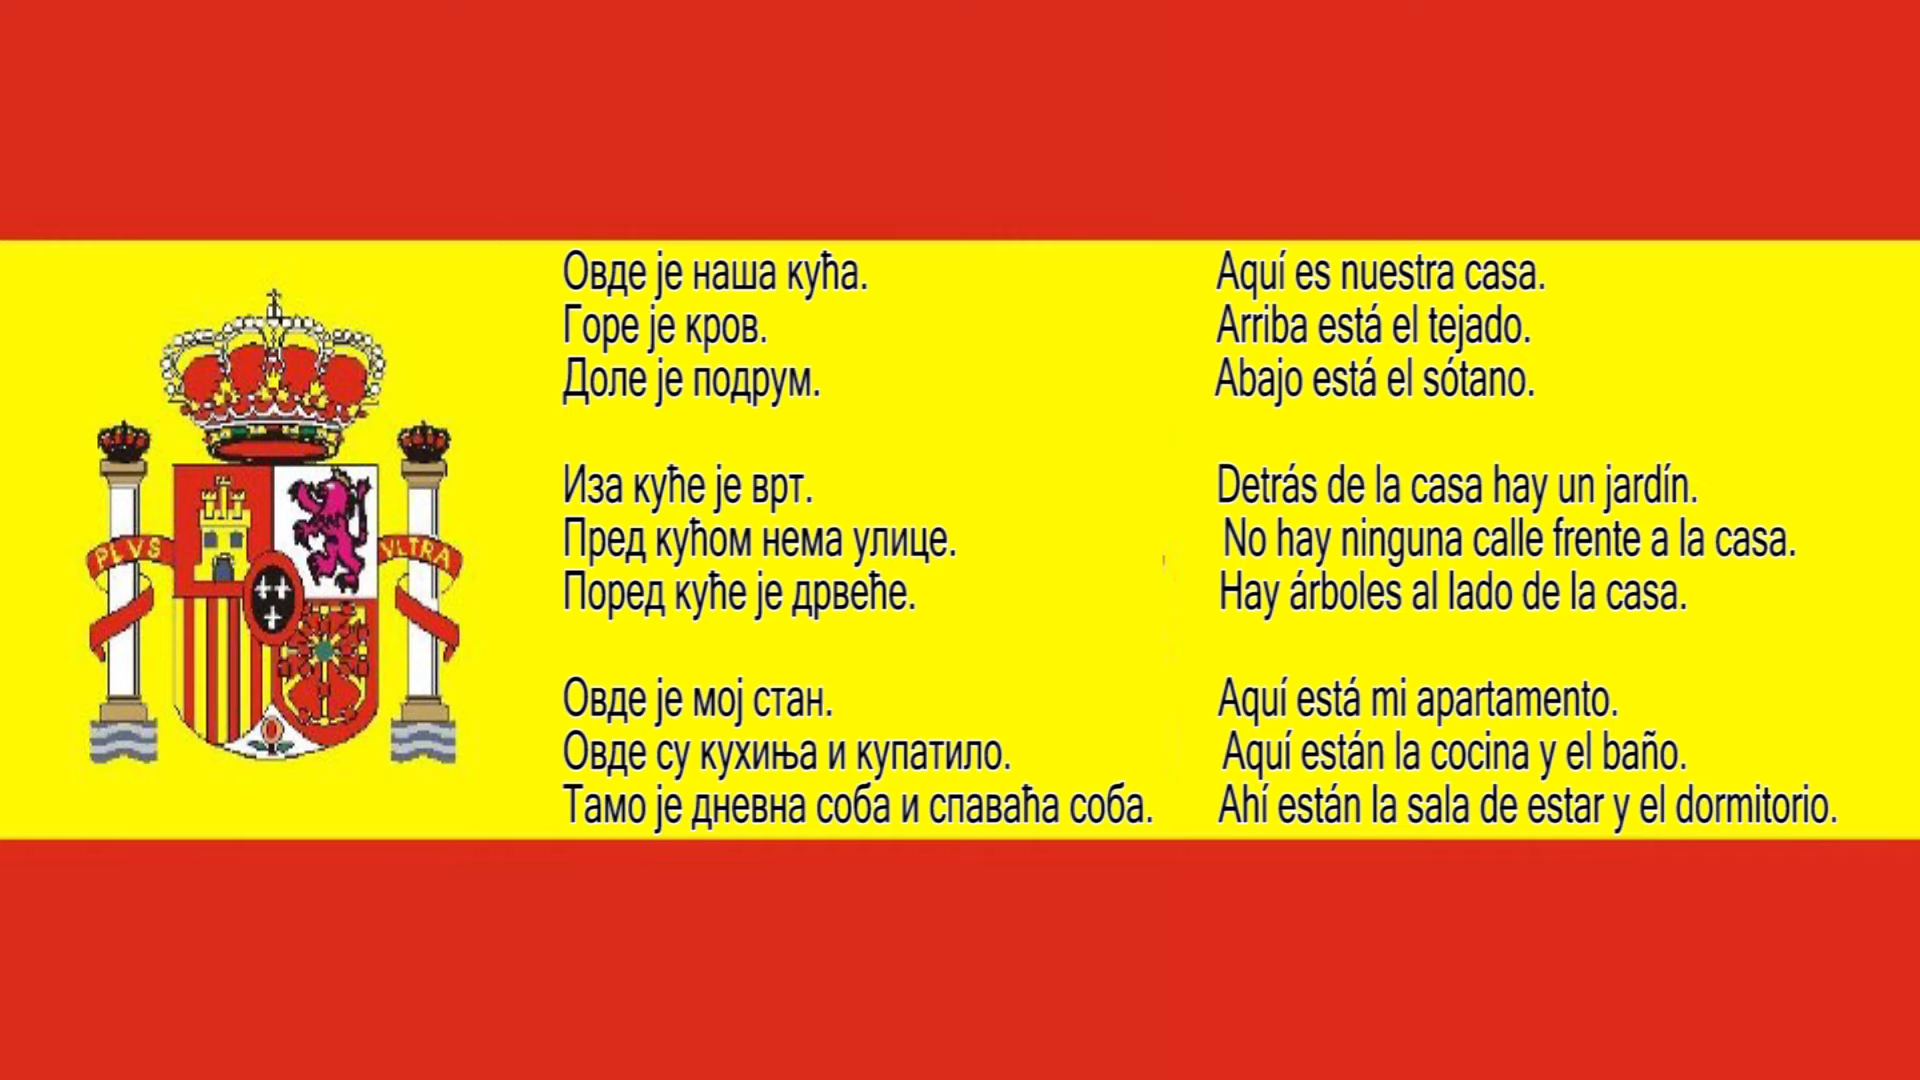 Овде је наша кућа.
Горе је кров.
Доле је подрум.
Иза куће је врт.
Пред кућом нема улице.
Поред куће је дрвеће.
Овде је мој стан.
Овде су кухиња и купатило.
Тамо је дневна соба и спаваћа соба.
Aquí es nuestra casa.
Arriba está el tejado.
Abajo está el sótano.
Detrás de la casa hay un jardín.
No hay ninguna calle frente a la casa.
Hay árboles al lado de la casa.
Aquí está mi apartamento.
Aquí están la cocina y el baño.
Ahí están la sala de estar y el dormitorio.
PLVS
VLTRA